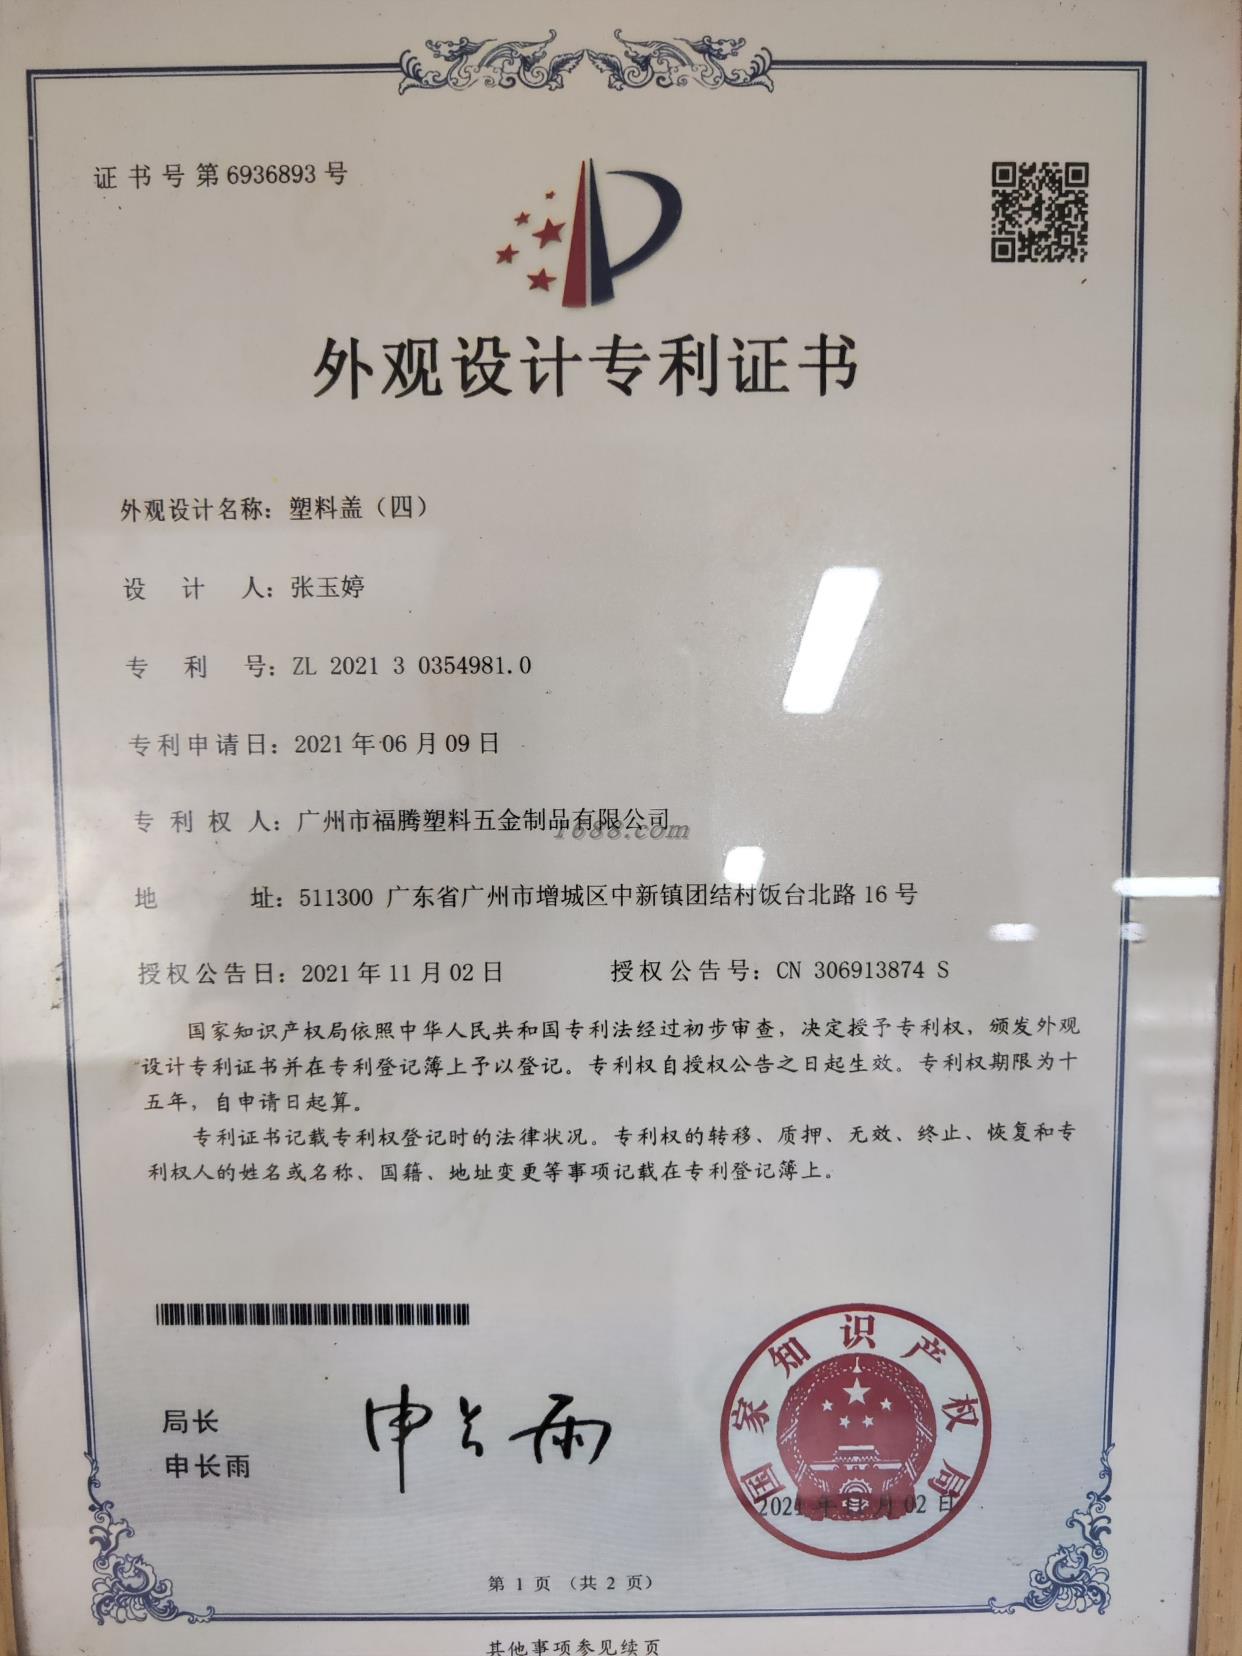 证书号第6936893号
外观设计专利证书
外观设计名称：塑料盖（四）
设计人：张玉婷
专利号：ZL 2021 3 0354981.0
专利申请日：2021年06月09日
专利权人：广州市福腾塑料五金制品有限公司
1688.com
地址：511300 广东省广州市增城区中新镇团结村饭台北路16号
授权公告日：2021年11月02日 授权公告号：CN 306913874 S
国家知识产权局依照中华人民共和国专利法经过初步审查，决定授予专利权，颁发外观
设计专利证书并在专利登记簿上予以登记。专利权自授权公告之日起生效。专利权期限为十
五年，自申请日起算。
专利证书记载专利权登记时的法律状况。专利权的转移、质押、无效、终止、恢复和专
利权人的姓名或名称、国籍、地址变更等事项记载在专利登记簿上。
局长
申长雨
申长雨
国家知识产权局
2021年11月02日
第1页（共2页）
其他事项参见续页